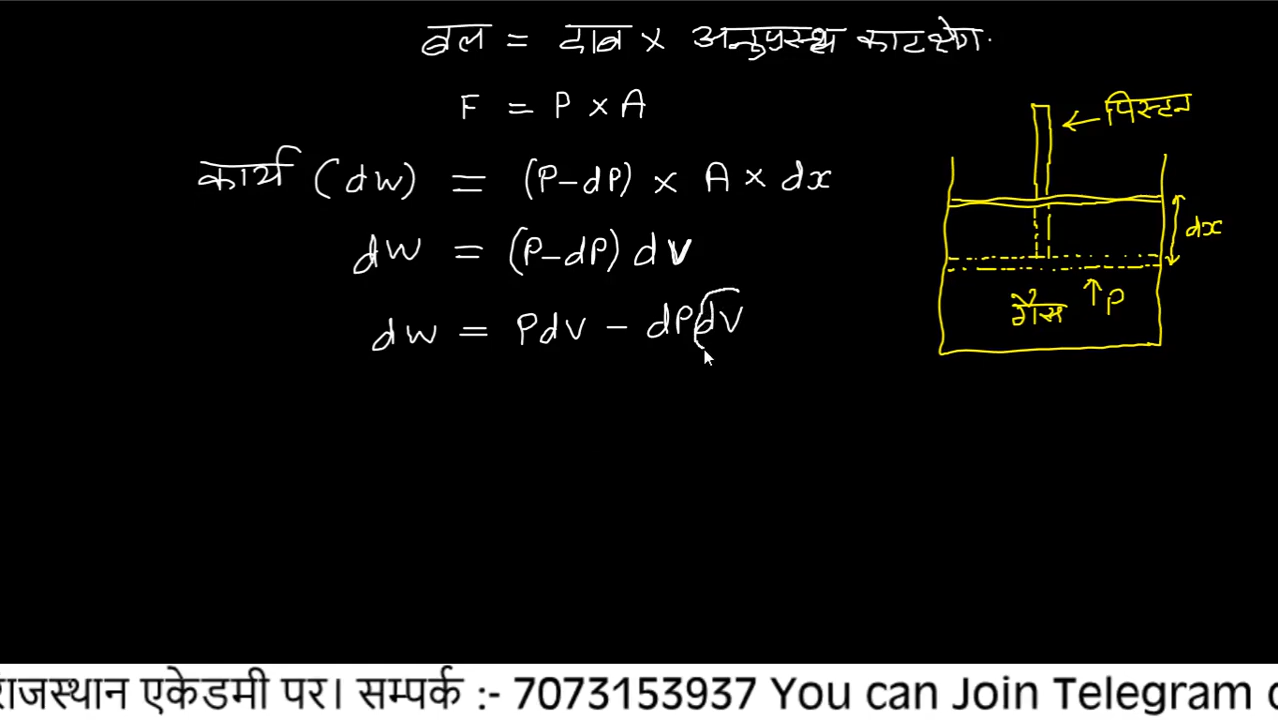 बल = दाब × अनुप्रस्थ काट क्षेत्र.
F = P × A
← पिस्टन
कार्य (dw) = (P-dP) × A × dx
dx
dw = (P-dP) dV
गैस ↑ P
dw = PdV - dPdV
राजस्थान एकेडमी पर। सम्पर्क :- 7073153937 You can Join Telegram